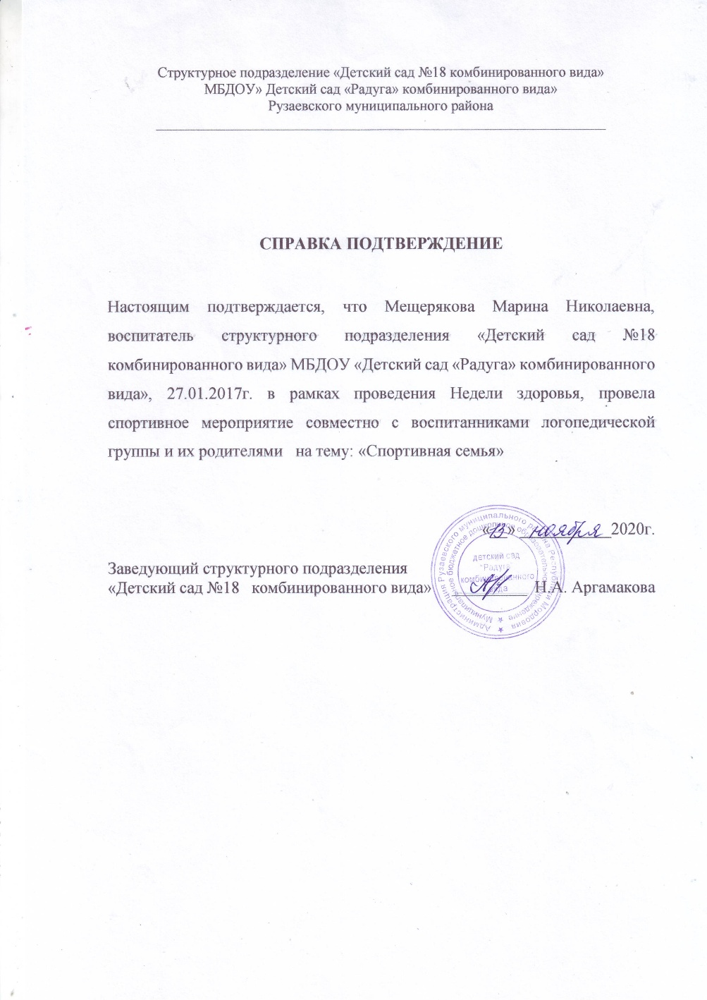 Структурное подразделение «Детский сад №18 комбинированного вида»
МБДОУ» Детский сад «Радуга» комбинированного вида»
Рузаевского муниципального района
СПРАВКА ПОДТВЕРЖДЕНИЕ
Настоящим подтверждается, что Мещерякова Марина Николаевна,
воспитатель структурного подразделения «Детский сад №18
комбинированного вида» МБДОУ «Детский сад «Радуга» комбинированного
вида», 27.01.2017г. в рамках проведения Недели здоровья, провела
спортивное мероприятие совместно с воспитанниками логопедической
группы и их родителями на тему: «Спортивная семья»
«13» ноября 2020г.
Заведующий структурного подразделения
«Детский сад №18 комбинированного вида» Н.А. Аргамакова
Администрация Рузаевского муниципального района Республики Мордовия
Муниципальное бюджетное дошкольное образовательное учреждение
детский сад
"Радуга
комбинированного
вида